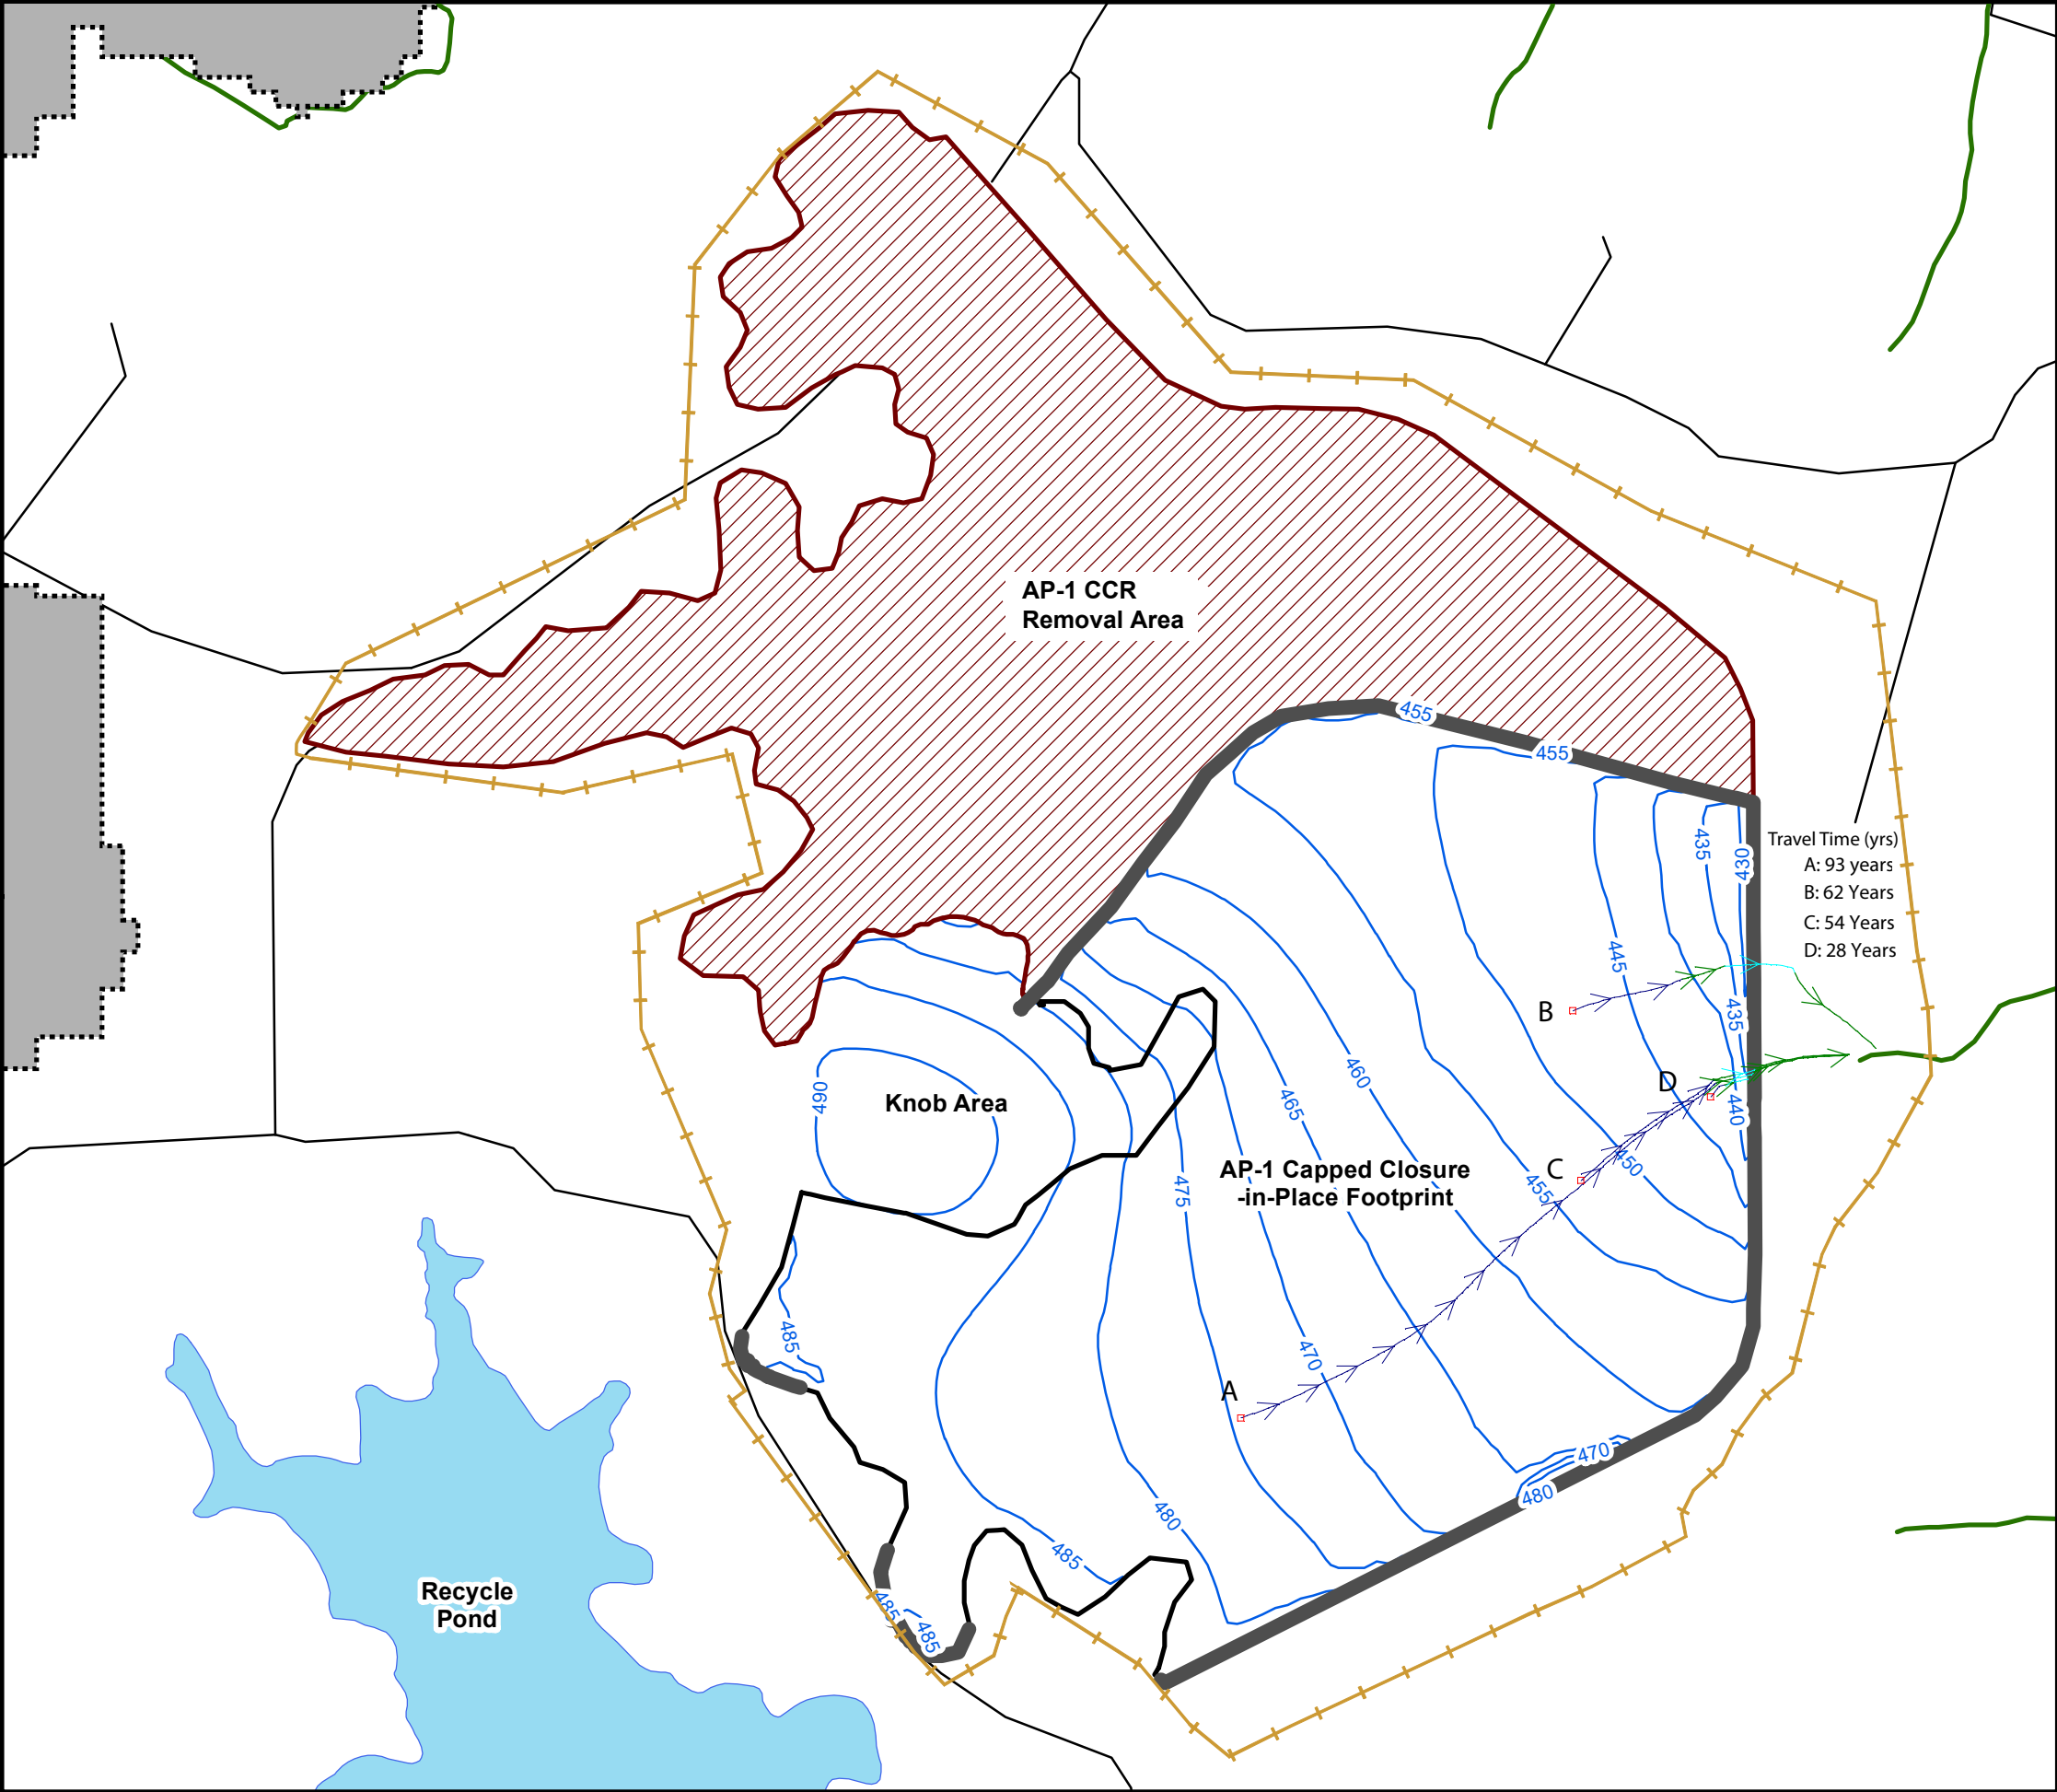 AP-1 CCR
Removal Area
455
455
435
430
Travel Time (yrs)
A: 93 years
B: 62 Years
C: 54 Years
D: 28 Years
445
B
435
460
D
490
Knob Area
465
440
450
C
AP-1 Capped Closure
-in-Place Footprint
475
455
485
470
A
470
480
480
485
Recycle
Pond
485
485